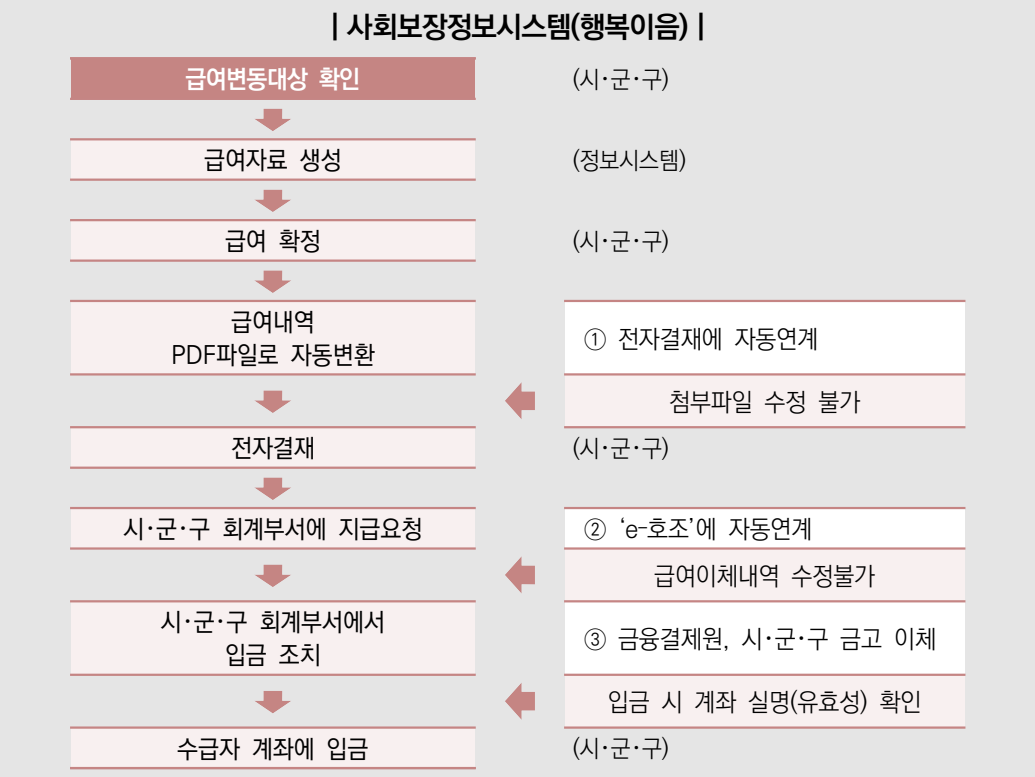 | 사회보장정보시스템(행복이음) |
급여변동대상 확인
(시·군·구)
급여자료 생성
(정보시스템)
급여 확정
(시·군·구)
급여내역
PDF파일로 자동변환
① 전자결재에 자동연계
첨부파일 수정 불가
전자결재
(시·군·구)
시·군·구 회계부서에 지급요청
② ‘e-호조’에 자동연계
급여이체내역 수정불가
시·군·구 회계부서에서
입금 조치
③ 금융결제원, 시·군·구 금고 이체
입금 시 계좌 실명(유효성) 확인
수급자 계좌에 입금
(시·군·구)